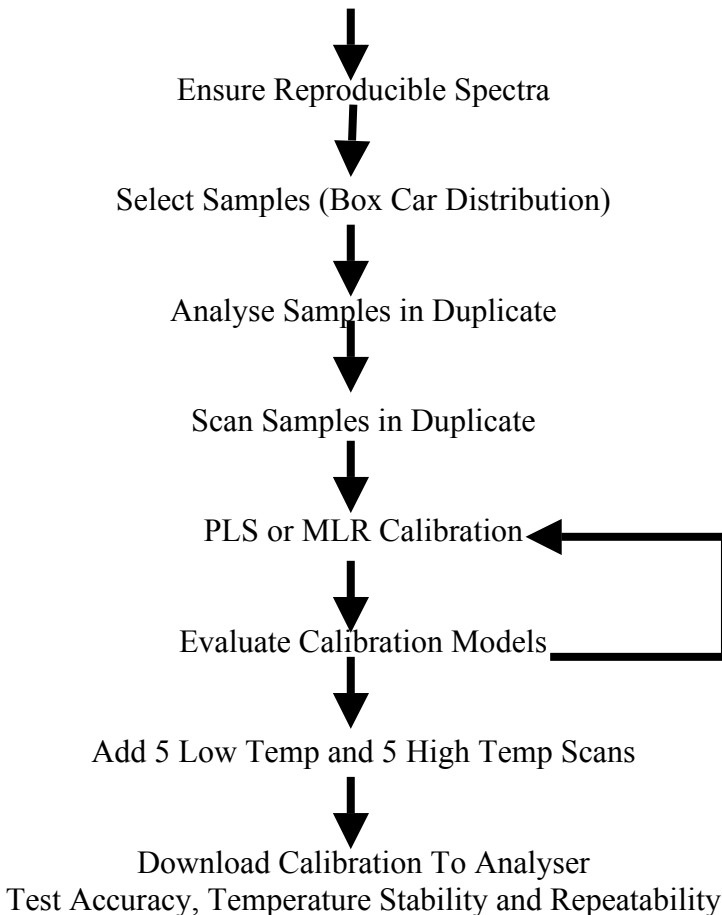 Ensure Reproducible Spectra
Select Samples (Box Car Distribution)
Analyse Samples in Duplicate
Scan Samples in Duplicate
PLS or MLR Calibration
Evaluate Calibration Models
Add 5 Low Temp and 5 High Temp Scans
Download Calibration To Analyser
Test Accuracy, Temperature Stability and Repeatability